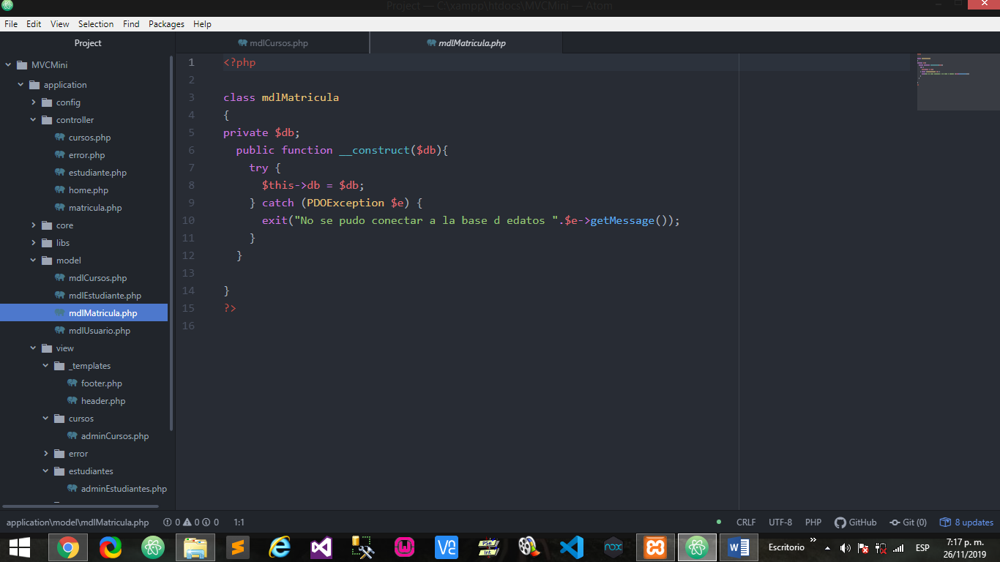 Project — C:\xampp\htdocs\MVCMini — Atom
File Edit View Selection Find Packages Help
Project
mdlCursos.php
mdlMatricula.php
MVCMini
application
config
controller
cursos.php
error.php
estudiante.php
home.php
matricula.php
core
libs
model
mdlCursos.php
mdlEstudiante.php
mdlMatricula.php
mdlUsuario.php
view
_templates
footer.php
header.php
cursos
adminCursos.php
error
estudiantes
adminEstudiantes.php
1 <?php
2
3 class mdlMatricula
4 {
5 private $db;
6 public function __construct($db){
7 try {
8 $this->db = $db;
9 } catch (PDOException $e) {
10 exit("No se pudo conectar a la base d edatos ".$e->getMessage());
11 }
12 }
13
14 }
15 ?>
16
application\model\mdlMatricula.php 0 0 0 1:1 CRLF UTF-8 PHP GitHub Git (0) 8 updates
PSe
Int
nox
Escritorio » ESP 7:17 p. m.
26/11/2019